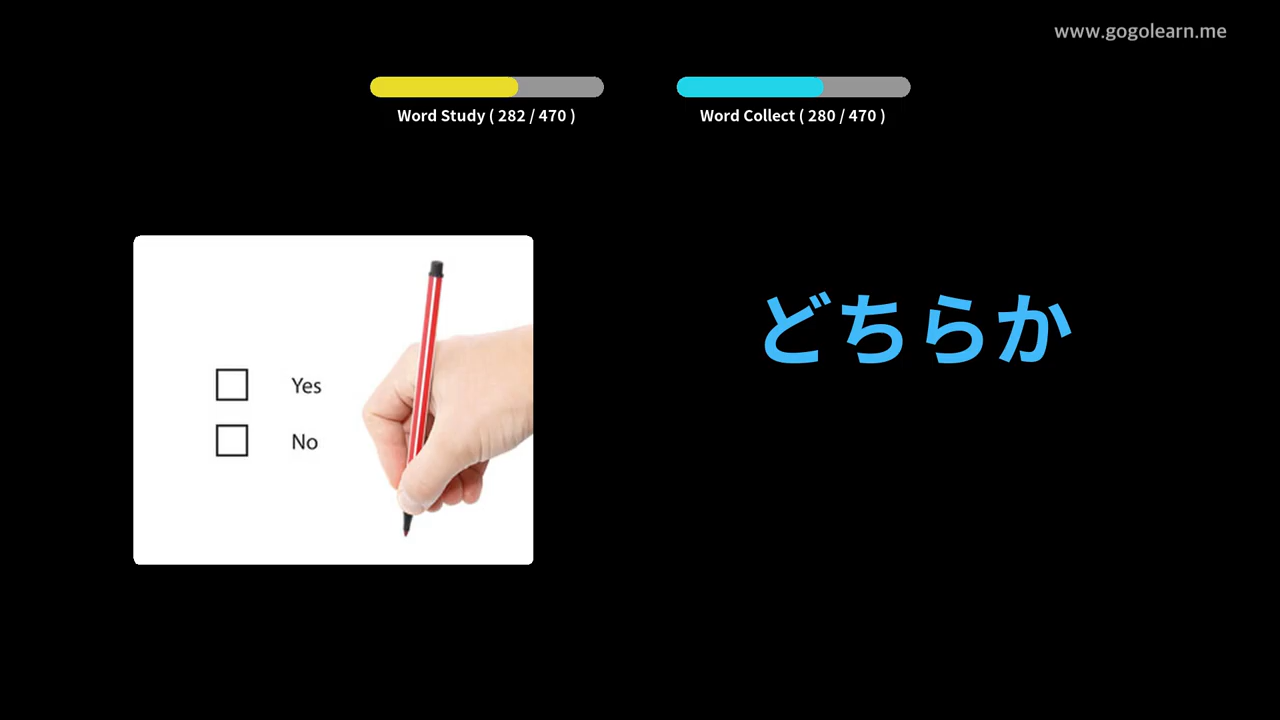 www.gogolearn.me
Word Study ( 282 / 470 )
Word Collect ( 280 / 470 )
Yes
No
どちらか